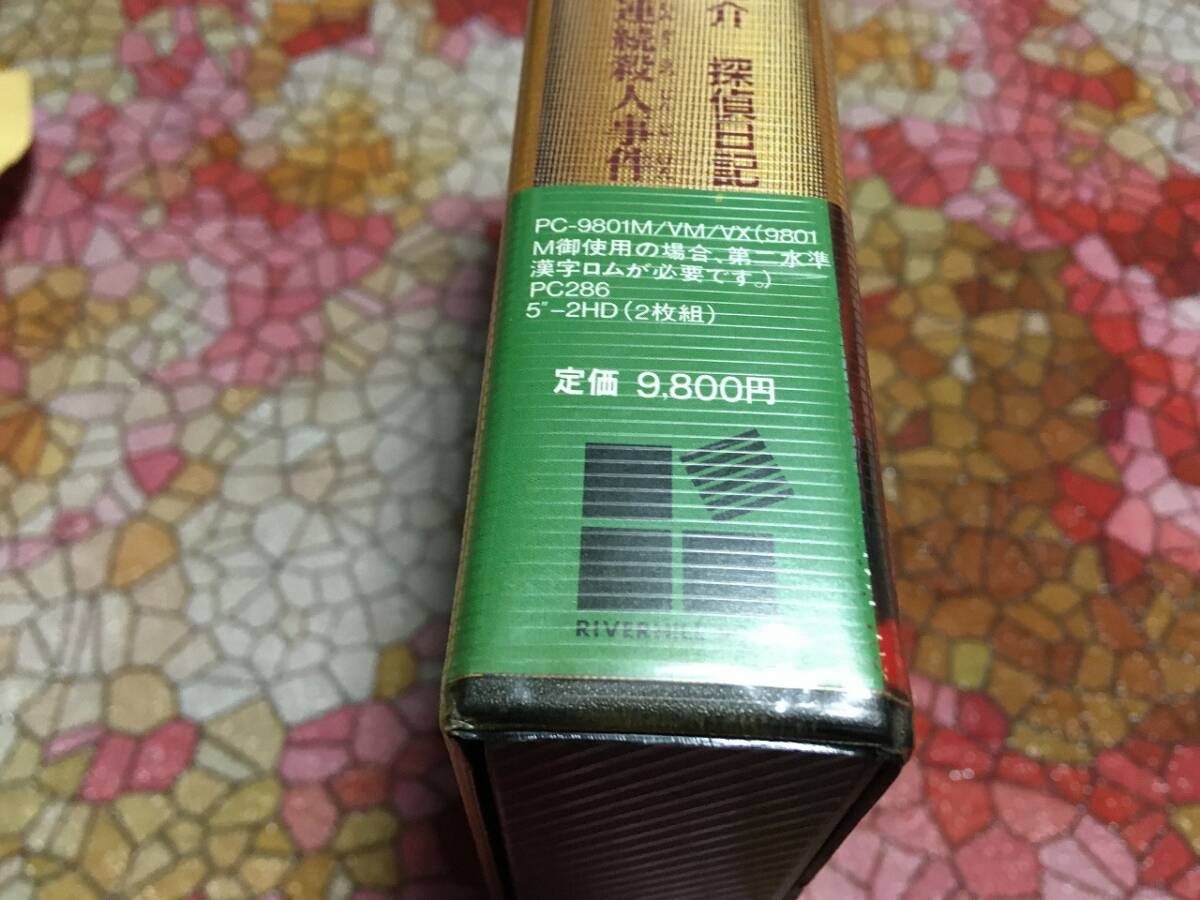 介 探偵日記
連続殺人事件
PC-9801M/VM/VX(9801
M御使用の場合、第二水準
漢字ロムが必要です。)
PC286
5"-2HD(2枚組)
定価 9,800円
RIVERHILL